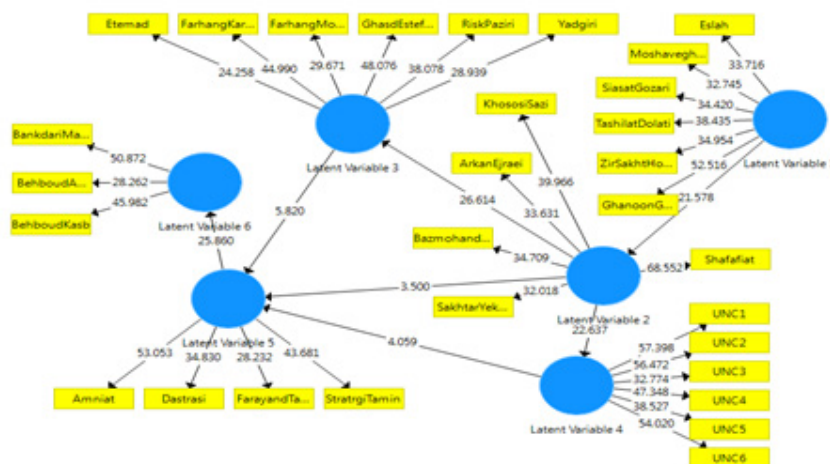 Etemad
FarhangKar...
FarhangMo...
GhasdEstef...
RiskPaziri
Yadgiri
Eslah
24.258
44.990
29.671
48.076
38.078
28.939
Moshavegh...
33.716
32.745
SiasatGozari
34.420
TashilatDolati
38.435
34.954
ZirSakhtHo...
52.516
GhanoonG...
21.578
Latent Variable
KhososiSazi
39.966
ArkanEjraei
33.631
Latent Variable 3
26.614
BankdariMa...
50.872
BehboudA...
28.262
BehboudKasb
45.982
Latent Variable 6
25.860
5.820
Bazmohand...
34.709
SakhtarYek...
32.018
68.552
Shafafiat
3.500
Latent Variable 2
22.637
Latent Variable 5
4.059
53.053
34.830
28.232
43.681
Amniat
Dastrasi
FarayandTa...
StratrgiTamin
UNC1
57.398
UNC2
56.472
UNC3
32.774
UNC4
47.348
UNC5
38.527
UNC6
54.020
Latent Variable 4